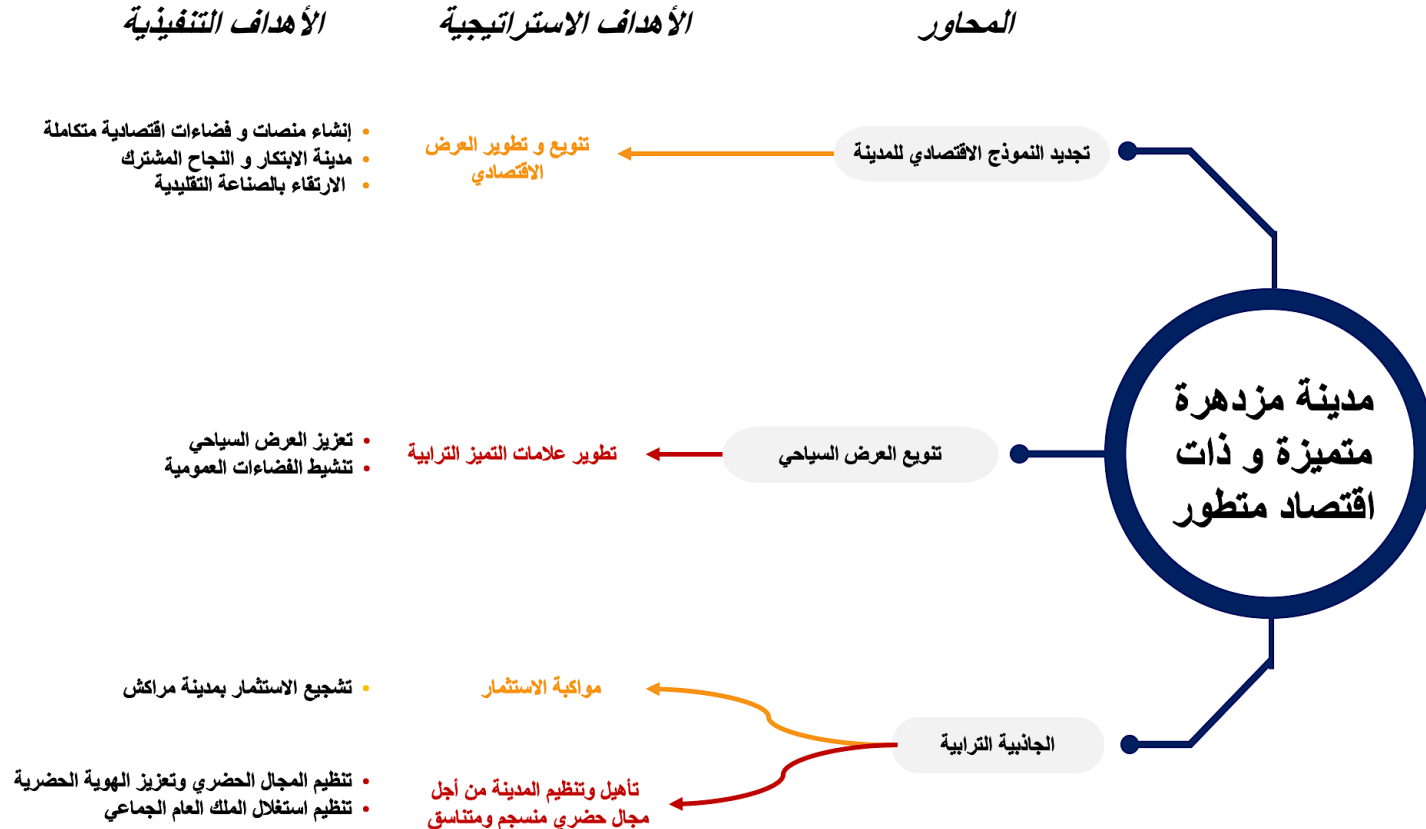 المحاور
الأهداف الاستراتيجية
الأهداف التنفيذية
مدينة مزدهرة
متميزة و ذات
اقتصاد متطور
تجديد النموذج الاقتصادي للمدينة
تنويع و تطوير العرض
الاقتصادي
• إنشاء منصات و فضاءات اقتصادية متكاملة
• مدينة الابتكار و النجاح المشترك
• الارتقاء بالصناعة التقليدية
تنويع العرض السياحي
تطوير علامات التميز الترابية
• تعزيز العرض السياحي
• تنشيط الفضاءات العمومية
الجاذبية الترابية
مواكبة الاستثمار
• تشجيع الاستثمار بمدينة مراكش
تأهيل وتنظيم المدينة من أجل
مجال حضري منسجم ومتناسق
• تنظيم المجال الحضري وتعزيز الهوية الحضرية
• تنظيم استغلال الملك العام الجماعي